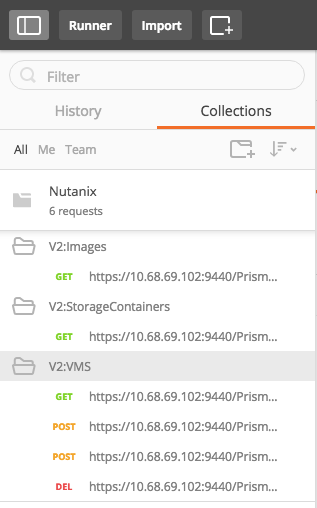 Runner Import
Filter
History Collections
All Me Team
Nutanix
6 requests
V2:Images
GET https://10.68.69.102:9440/Prism...
V2:StorageContainers
GET https://10.68.69.102:9440/Prism...
V2:VMS
GET https://10.68.69.102:9440/Prism...
POST https://10.68.69.102:9440/Prism...
POST https://10.68.69.102:9440/Prism...
DEL https://10.68.69.102:9440/Prism...